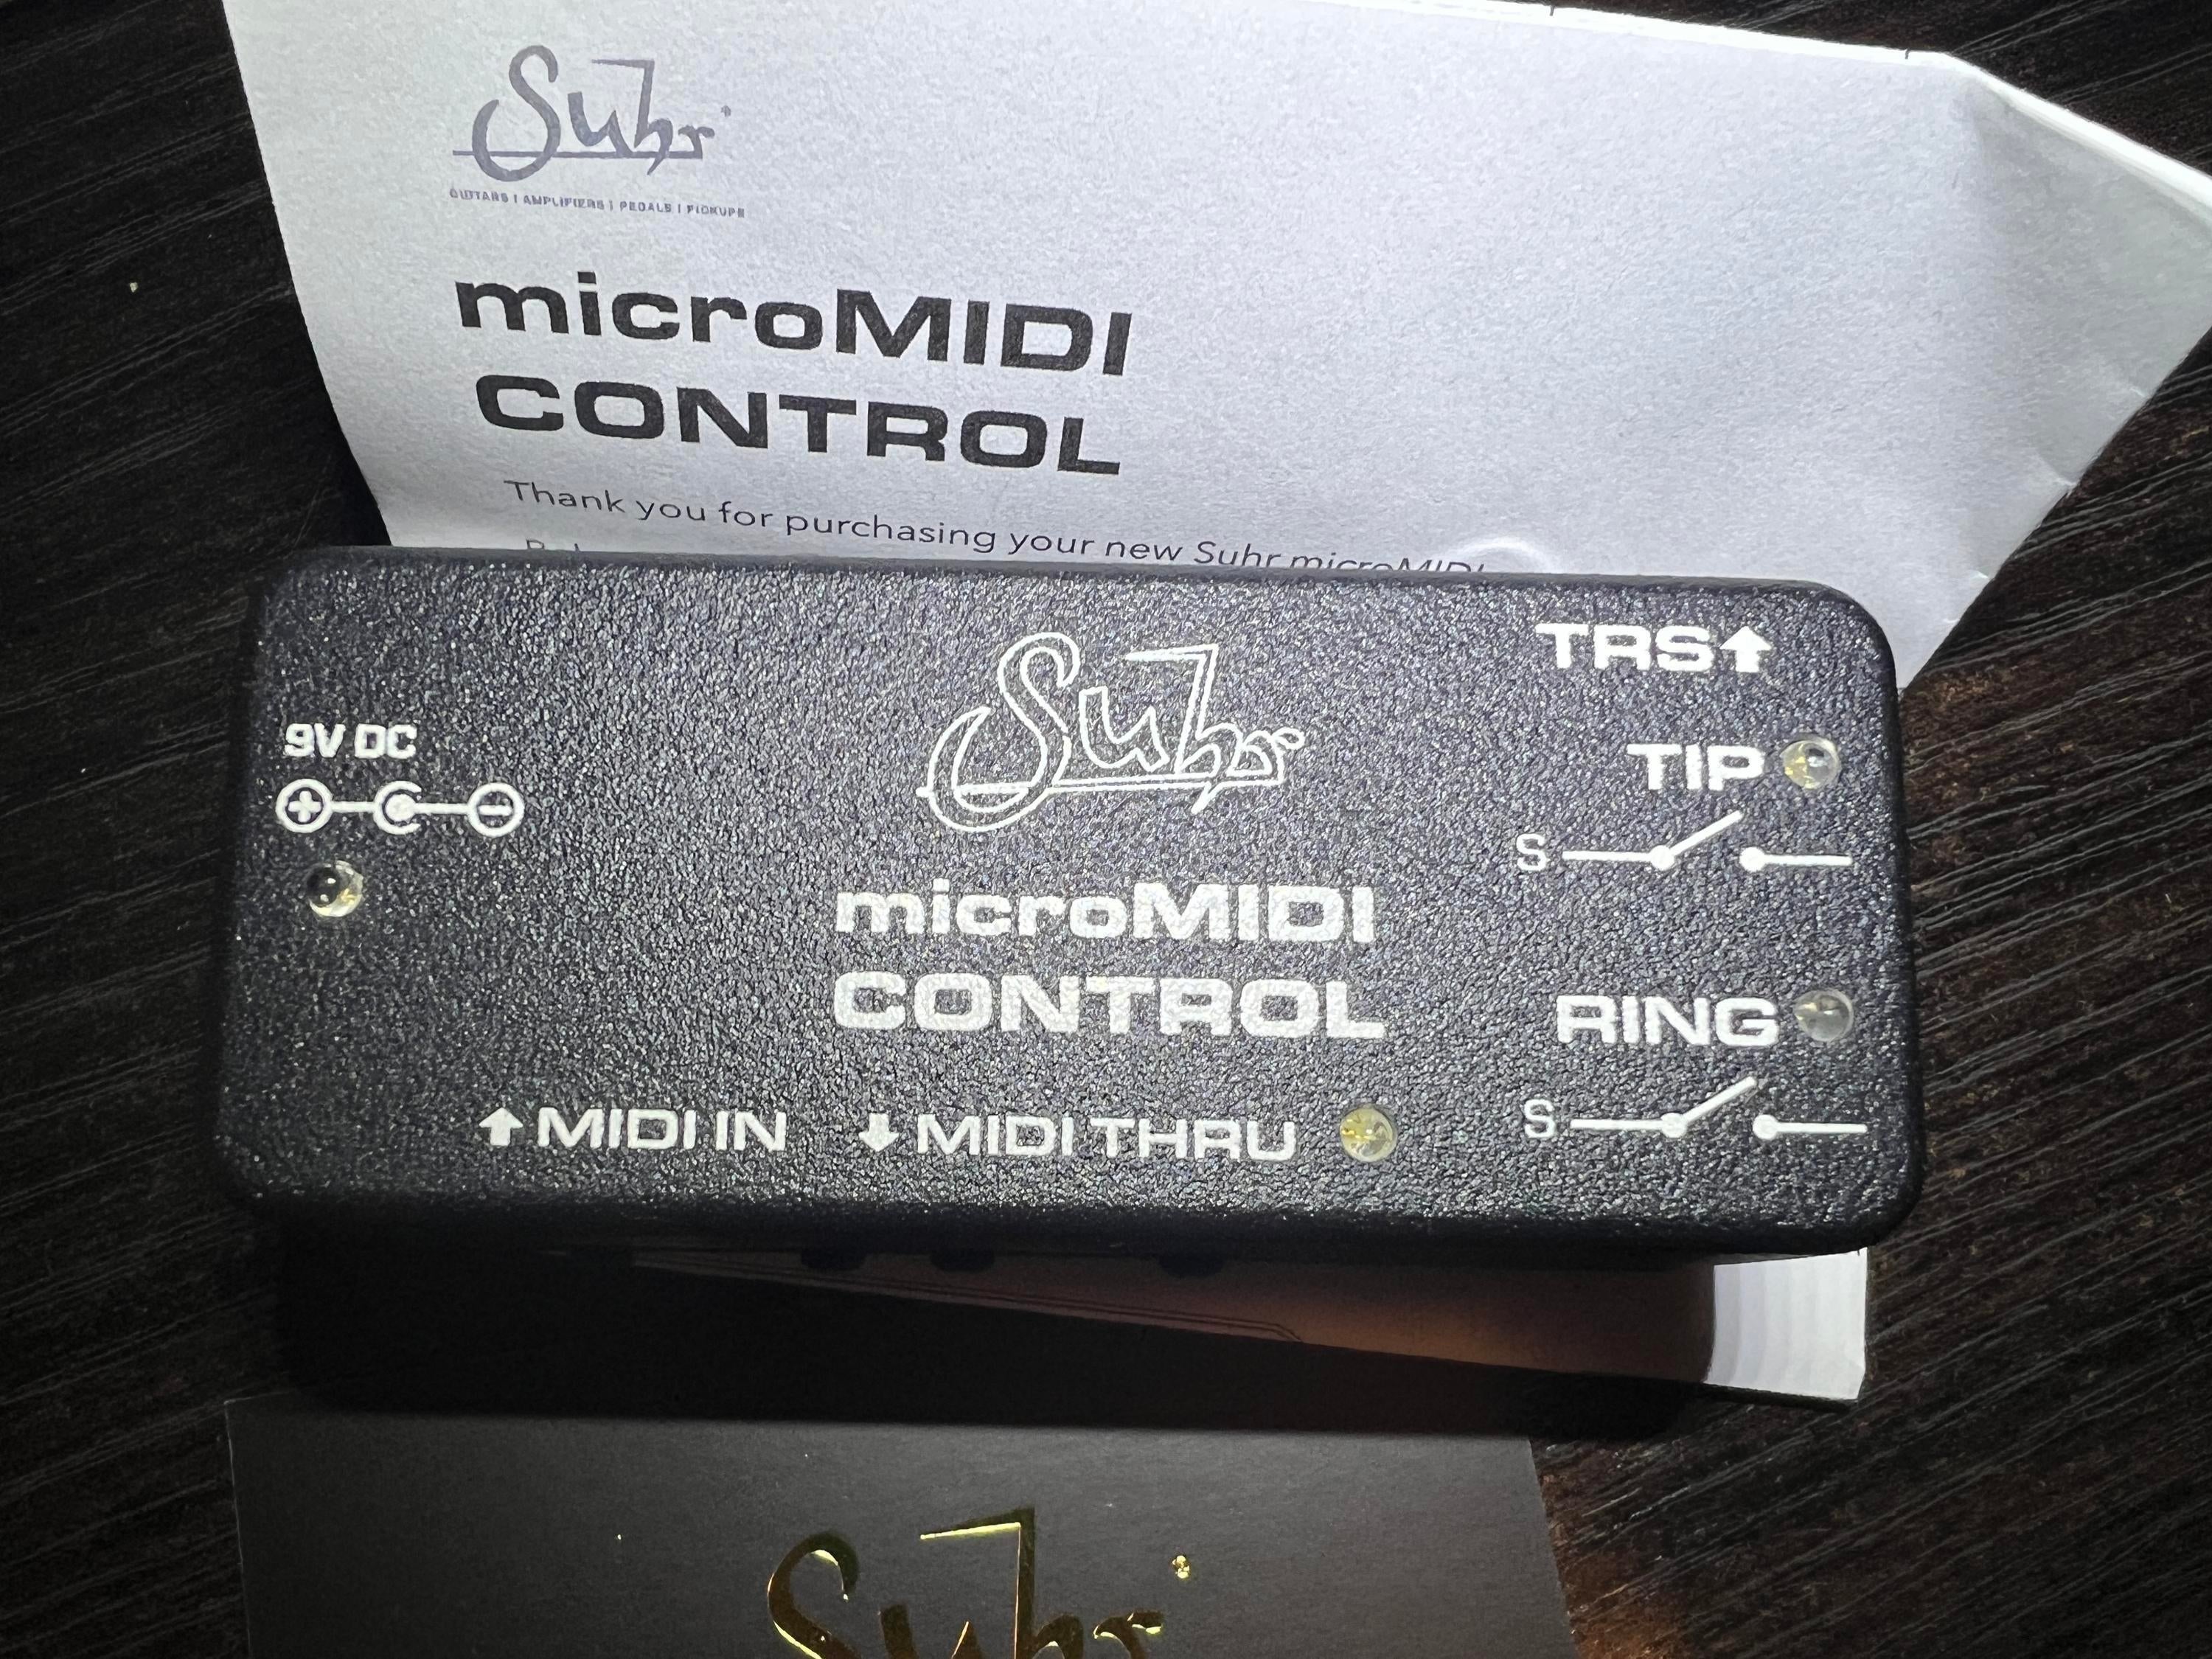 Suhr
GUITARS | AMPLIFIERS | PEDALS | PICKUPS
microMIDI
CONTROL
Thank you for purchasing your new Suhr microMIDI
Suhr
TRS↑
9V DC
TIP
S
microMIDI
CONTROL
RING
S
↑ MIDI IN ↓ MIDI THRU
Suhr